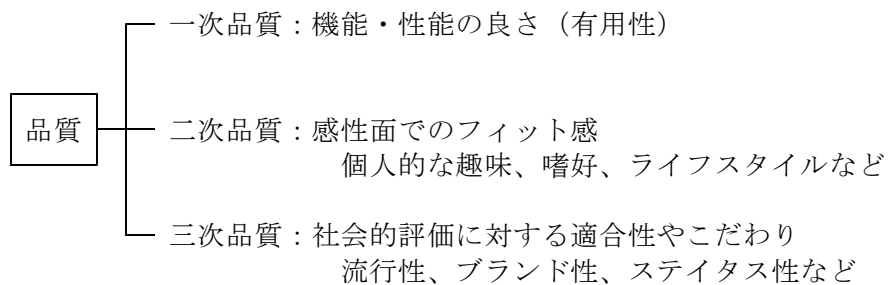 一次品質：機能・性能の良さ（有用性）
品質
二次品質：感性面でのフィット感
個人的な趣味、嗜好、ライフスタイルなど
三次品質：社会的評価に対する適合性やこだわり
流行性、ブランド性、ステイタス性など